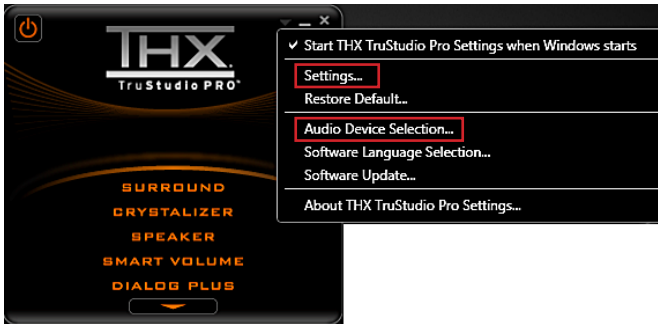 THX
TruStudio PRO™
SURROUND
CRYSTALIZER
SPEAKER
SMART VOLUME
DIALOG PLUS
Start THX TruStudio Pro Settings when Windows starts
Settings...
Restore Default...
Audio Device Selection...
Software Language Selection...
Software Update...
About THX TruStudio Pro Settings...